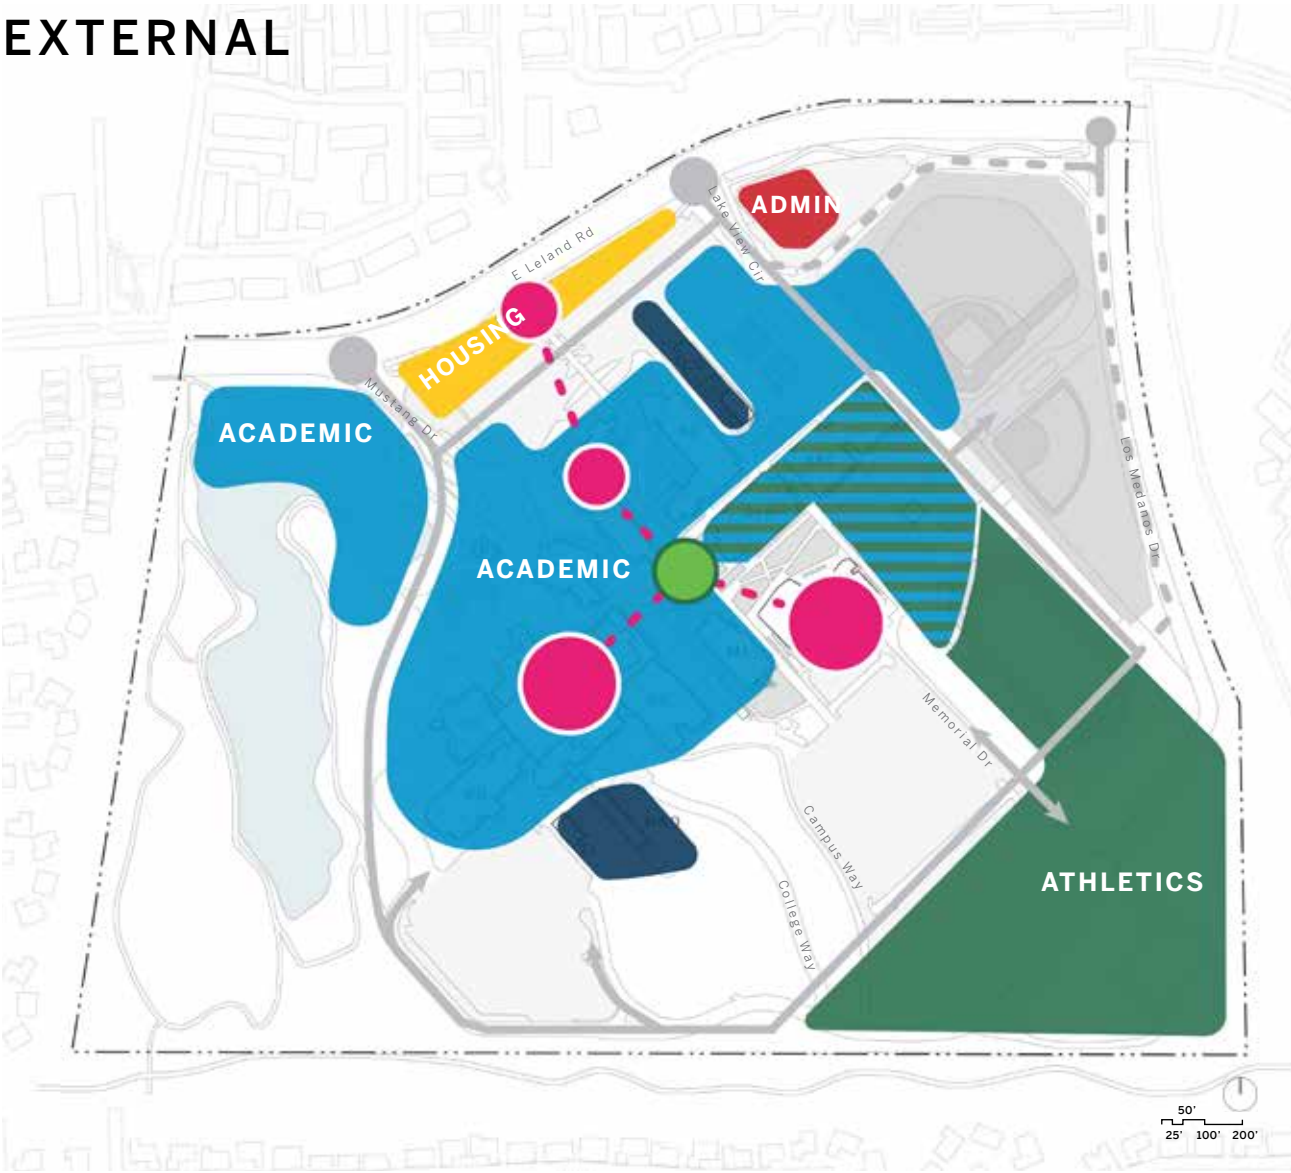 EXTERNAL
ADMIN
Lake View Cir
E Leland Rd
HOUSING
Mustang Dr
ACADEMIC
Los Medanos Dr
ACADEMIC
Memorial Dr
Campus Way
ATHLETICS
College Way
50'
25' 100' 200'